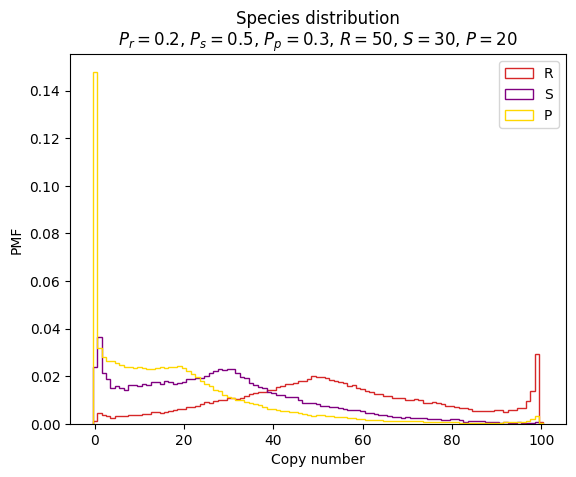 Species distribution
$P_r = 0.2$, $P_s = 0.5$, $P_p = 0.3$, $R = 50$, $S = 30$, $P = 20$
R
S
P
PMF
0.14
0.12
0.10
0.08
0.06
0.04
0.02
0.00
0 20 40 60 80 100
Copy number